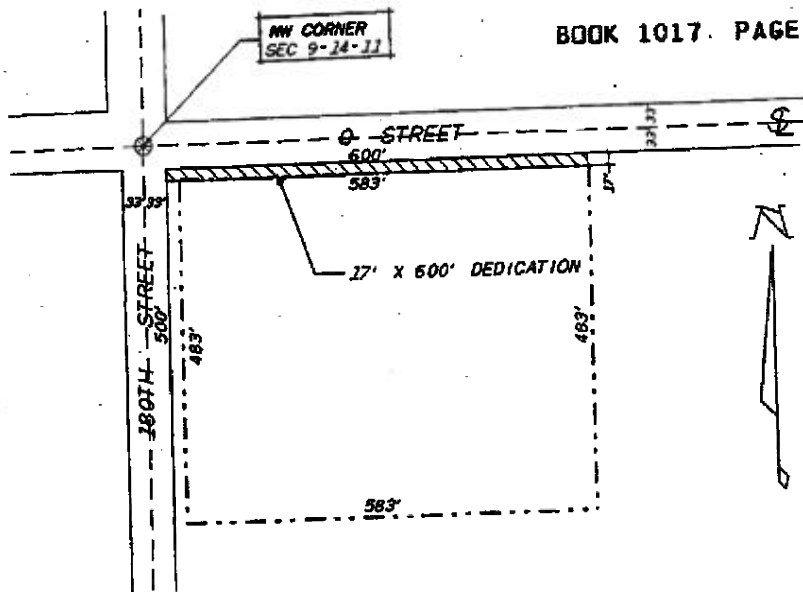 NW CORNER
SEC 9-14-11
BOOK 1017 PAGE
Q STREET
600'
583'
33' 33'
17'
33' 33'
17' X 600' DEDICATION
180TH STREET
500'
483'
483'
583'
N